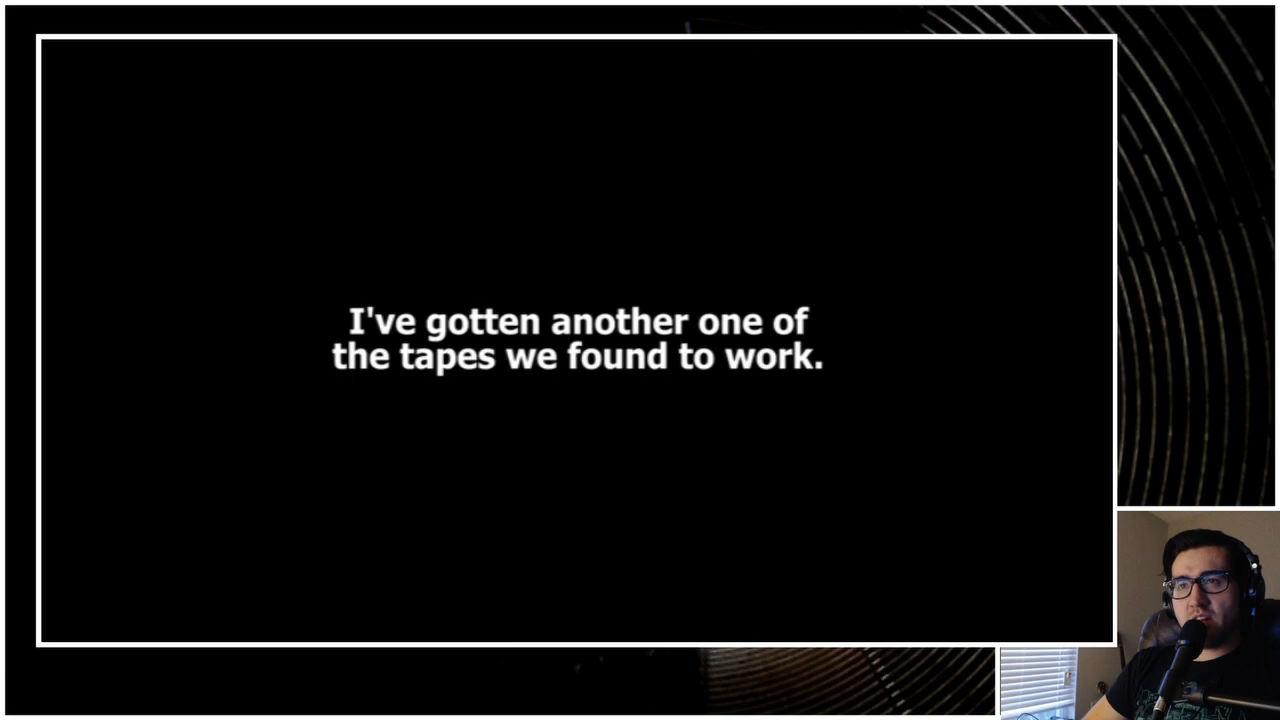 I've gotten another one of
the tapes we found to work.